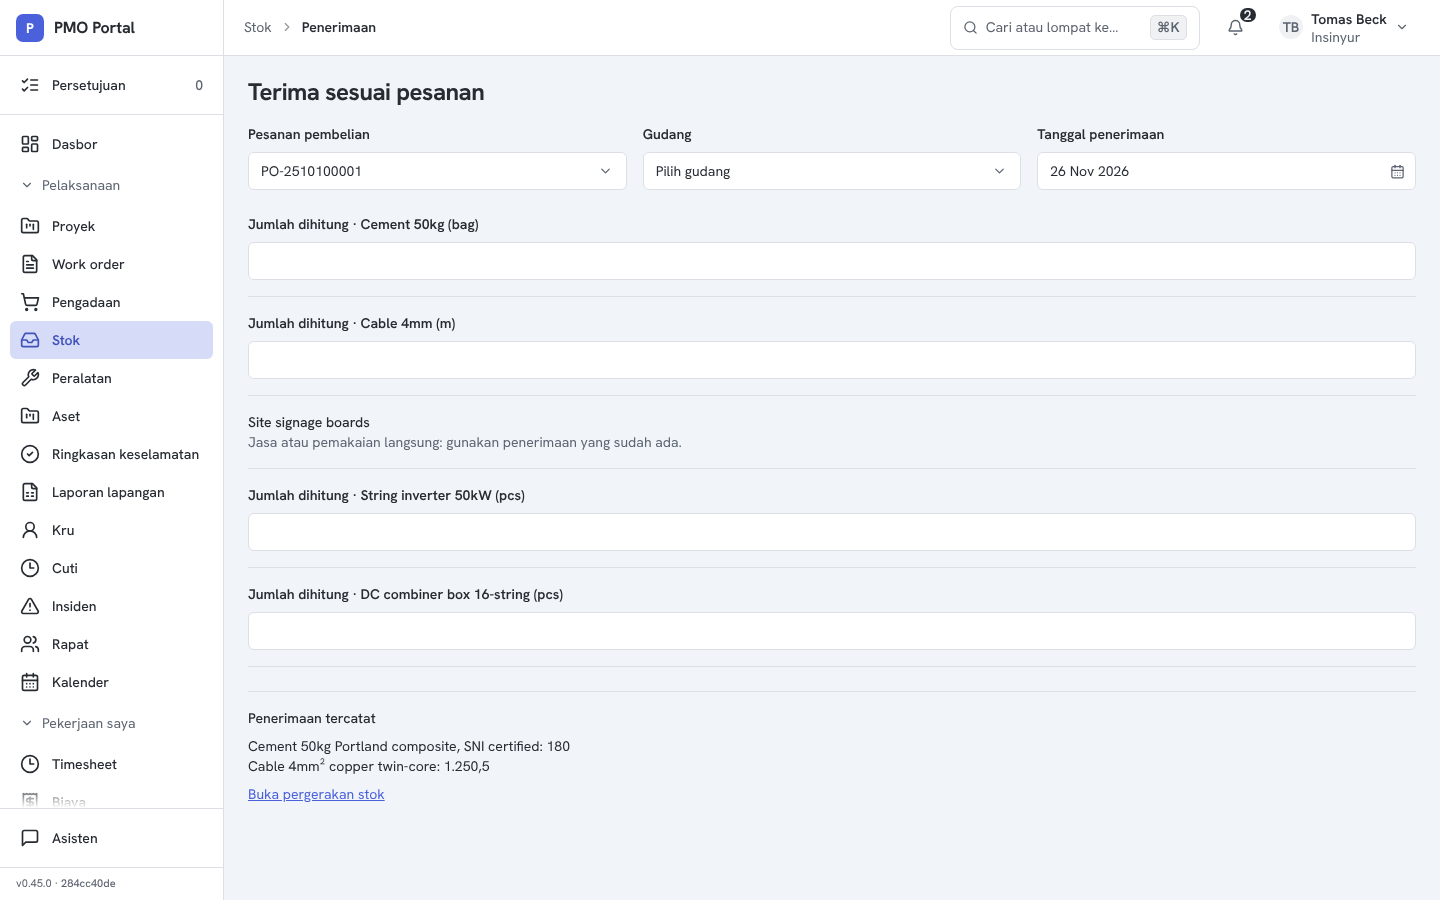 P PMO Portal
Stok > Penerimaan
Cari atau lompat ke... ⌘K
2
TB
Tomas Beck
Insinyur
Persetujuan 0
Dasbor
Pelaksanaan
Proyek
Work order
Pengadaan
Stok
Peralatan
Aset
Ringkasan keselamatan
Laporan lapangan
Kru
Cuti
Insiden
Rapat
Kalender
Pekerjaan saya
Timesheet
Biaya
Asisten
v0.45.0 · 284cc40de
Terima sesuai pesanan
Pesanan pembelian
PO-2510100001
Gudang
Pilih gudang
Tanggal penerimaan
26 Nov 2026
Jumlah dihitung · Cement 50kg (bag)
Jumlah dihitung · Cable 4mm (m)
Site signage boards
Jasa atau pemakaian langsung: gunakan penerimaan yang sudah ada.
Jumlah dihitung · String inverter 50kW (pcs)
Jumlah dihitung · DC combiner box 16-string (pcs)
Penerimaan tercatat
Cement 50kg Portland composite, SNI certified: 180
Cable 4mm² copper twin-core: 1.250,5
Buka pergerakan stok